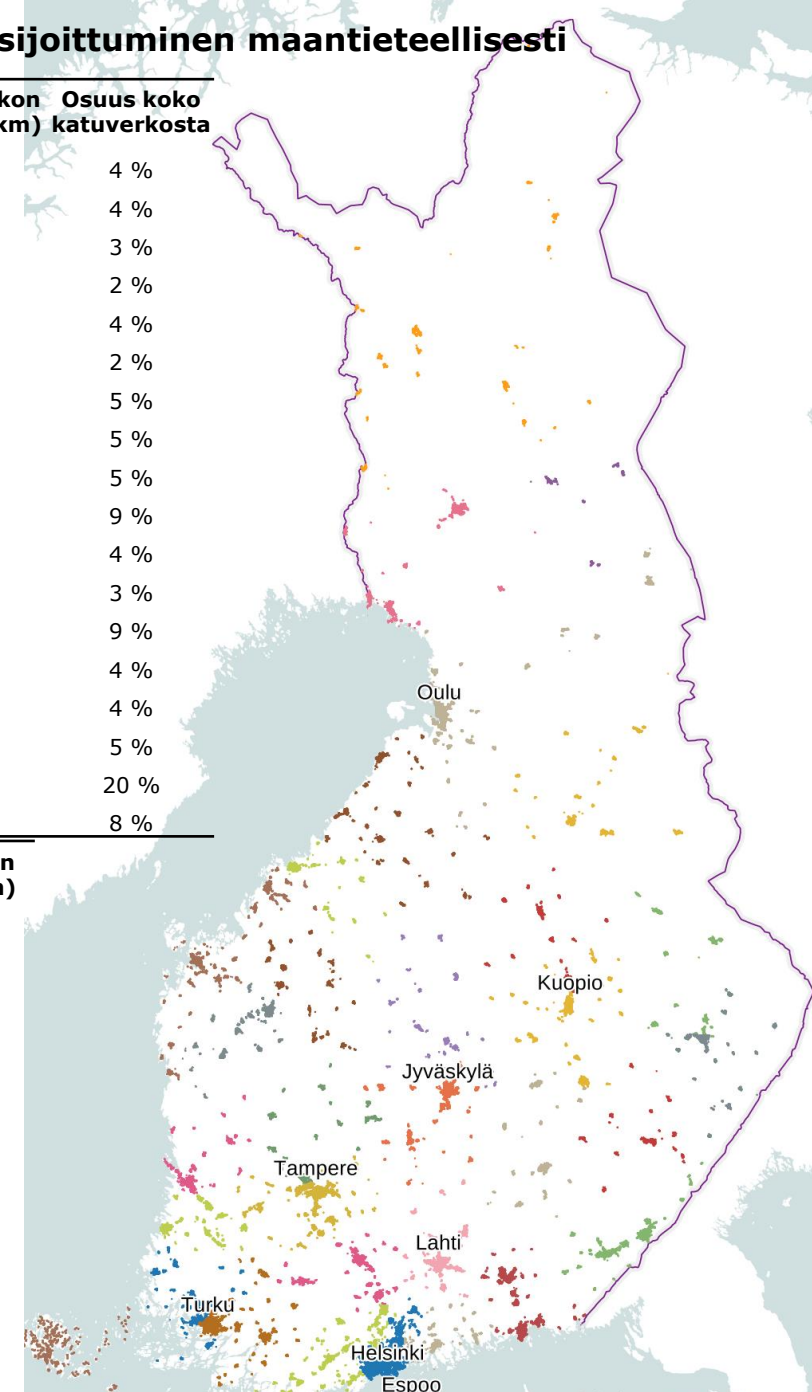 sijoittuminen maantieteellisesti
kon Osuus koko
km) katuverkosta
4 %
4 %
3 %
2 %
4 %
2 %
5 %
5 %
5 %
9 %
4 %
3 %
9 %
4 %
4 %
5 %
20 %
8 %
n
)
Oulu
Kuopio
Jyväskylä
Tampere
Lahti
Turku
Helsinki
Espoo